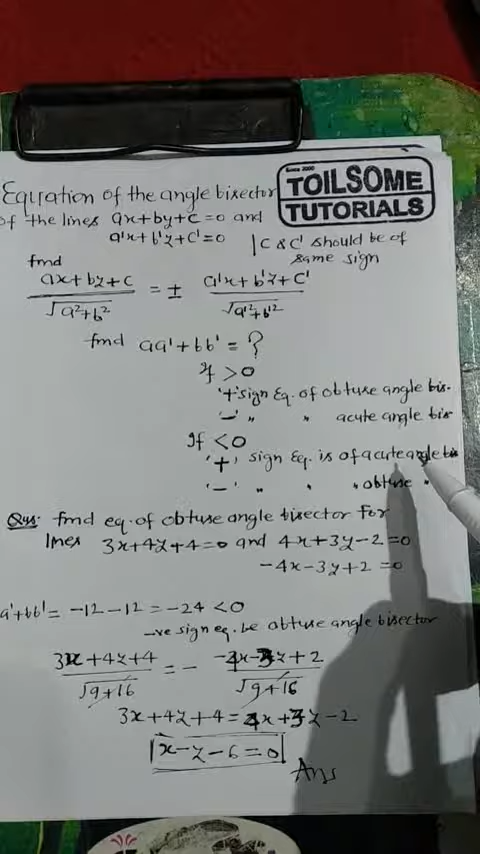 Equation of the angle bisector
Since 2000
TOILSOME
TUTORIALS
of the lines ax+by+c=0 and
a'x+b'y+c'=0 | C & C' should be of
same sign
find
ax+by+c / √a²+b² = ± a'x+b'y+c' / √a'²+b'²
find aa'+bb' = ?
If >0
'+' sign Eq. of obtuse angle bis.
'-' " " acute angle bis
If <0
'+' sign Eq. is of acute angle bis
'-' " " " obtuse "
Qus: find eq. of obtuse angle bisector for
lines 3x+4y+4=0 and 4x+3y-2=0
-4x-3y+2=0
a'+bb' = -12-12 = -24 <0
-ve sign eq. be obtuse angle bisector
3x+4y+4 / √9+16 = - -4x-3y+2 / √9+16
3x+4y+4 = 4x+3y-2
x-y-6=0
Ans